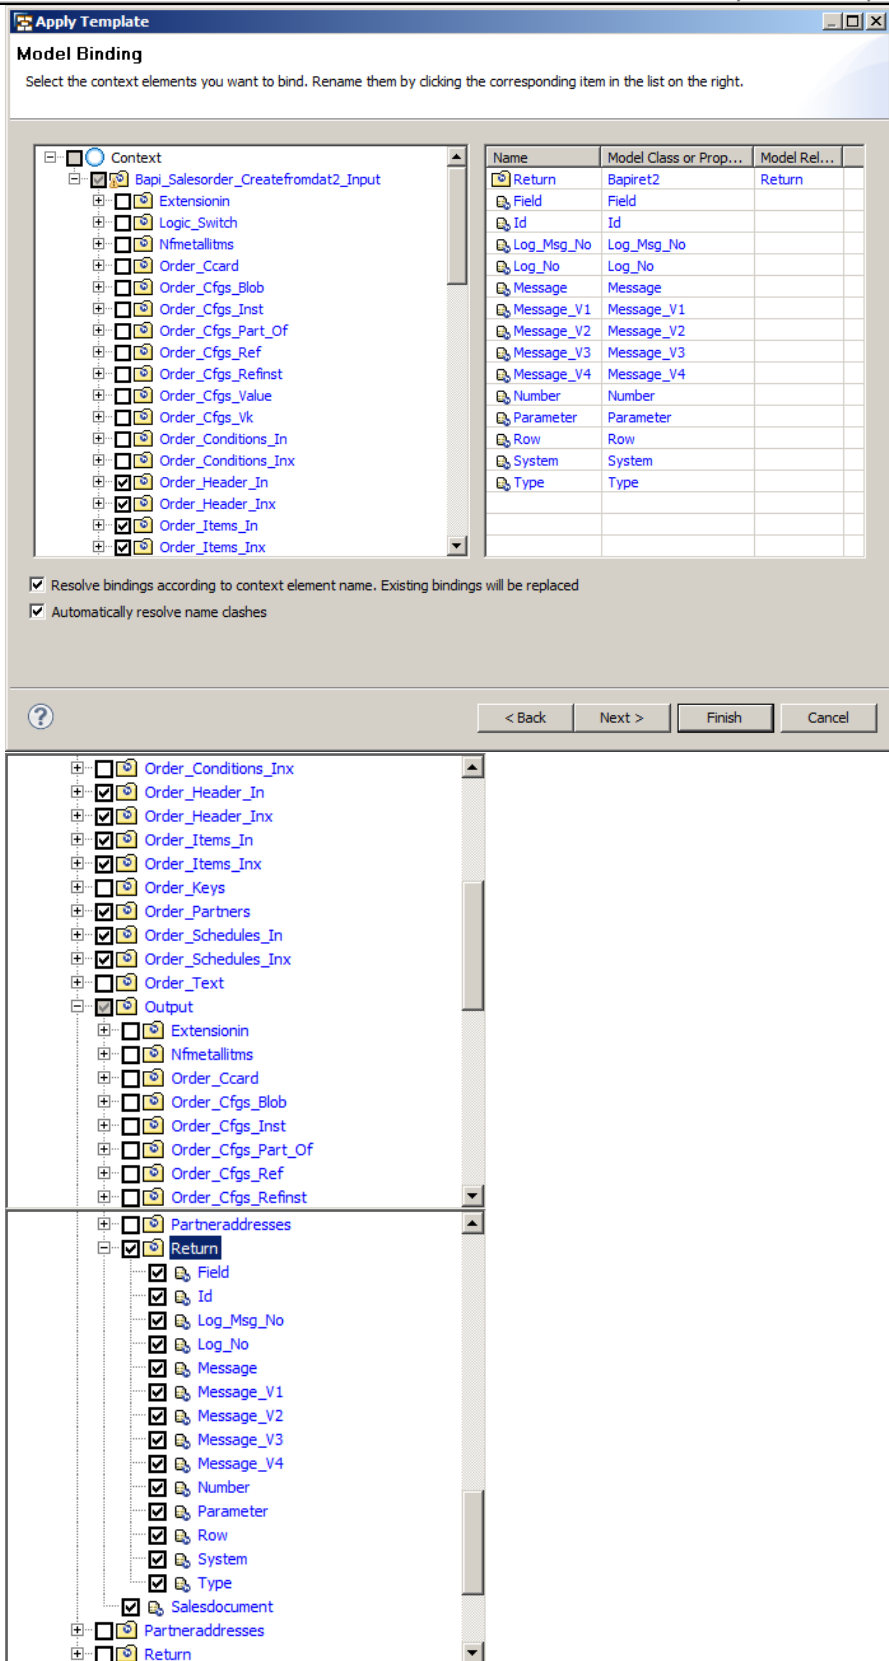 Apply Template
Model Binding
Select the context elements you want to bind. Rename them by clicking the corresponding item in the list on the right.
Context
Bapi_Salesorder_Createfromdat2_Input
Extensionin
Logic_Switch
Nfmetallitms
Order_Ccard
Order_Cfgs_Blob
Order_Cfgs_Inst
Order_Cfgs_Part_Of
Order_Cfgs_Ref
Order_Cfgs_Refinst
Order_Cfgs_Value
Order_Cfgs_Vk
Order_Conditions_In
Order_Conditions_Inx
Order_Header_In
Order_Header_Inx
Order_Items_In
Order_Items_Inx
Name Model Class or Prop... Model Rel...
Return Bapiret2 Return
Field Field
Id Id
Log_Msg_No Log_Msg_No
Log_No Log_No
Message Message
Message_V1 Message_V1
Message_V2 Message_V2
Message_V3 Message_V3
Message_V4 Message_V4
Number Number
Parameter Parameter
Row Row
System System
Type Type
Resolve bindings according to context element name. Existing bindings will be replaced
Automatically resolve name clashes
? < Back Next > Finish Cancel
Order_Conditions_Inx
Order_Header_In
Order_Header_Inx
Order_Items_In
Order_Items_Inx
Order_Keys
Order_Partners
Order_Schedules_In
Order_Schedules_Inx
Order_Text
Output
Extensionin
Nfmetallitms
Order_Ccard
Order_Cfgs_Blob
Order_Cfgs_Inst
Order_Cfgs_Part_Of
Order_Cfgs_Ref
Order_Cfgs_Refinst
Partneraddresses
Return
Field
Id
Log_Msg_No
Log_No
Message
Message_V1
Message_V2
Message_V3
Message_V4
Number
Parameter
Row
System
Type
Salesdocument
Partneraddresses
Return